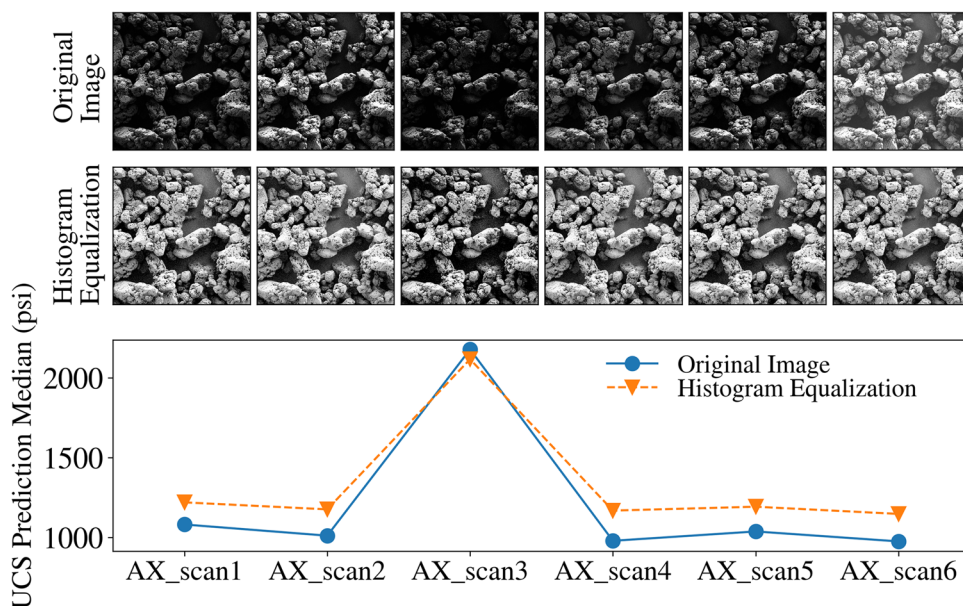 Original
Image
Histogram
Equalization
UCS Prediction Median (psi)
2000
1500
1000
Original Image
Histogram Equalization
AX_scan1 AX_scan2 AX_scan3 AX_scan4 AX_scan5 AX_scan6